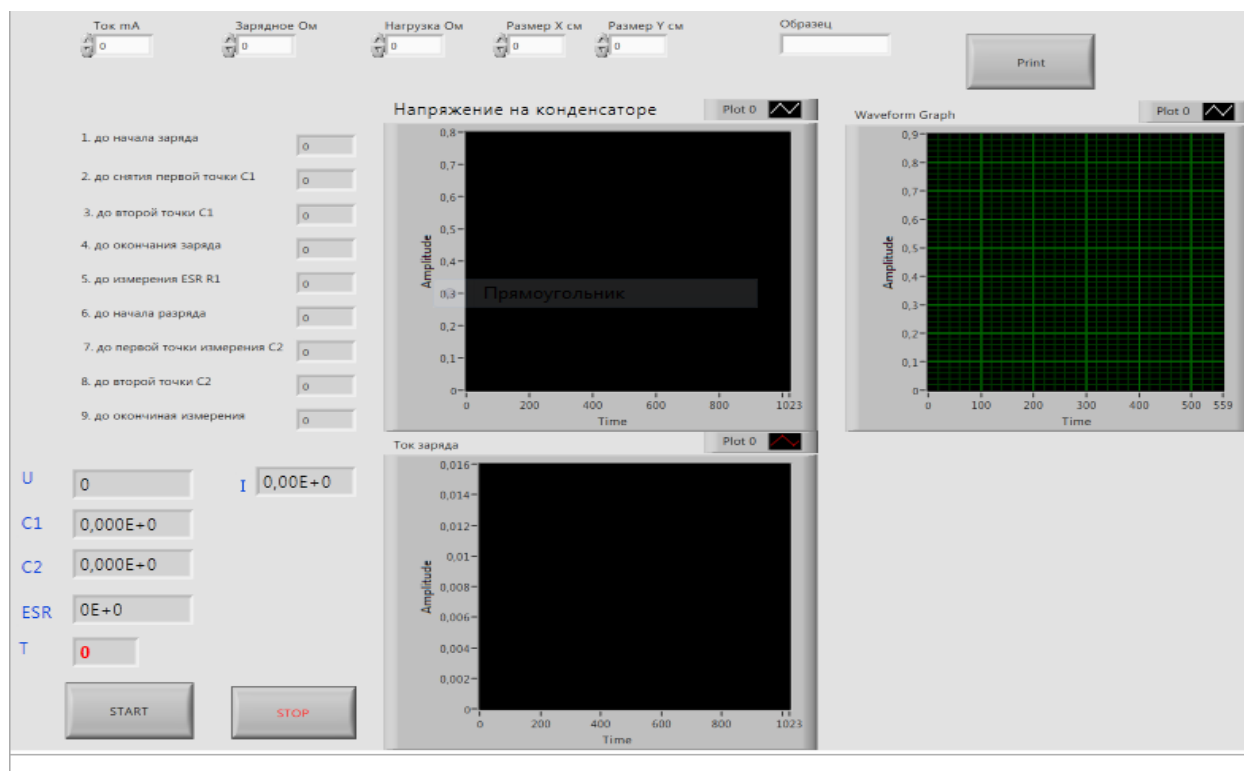 Ток mA
Зарядное Ом
Нагрузка Ом
Размер X см
Размер Y см
Образец
0
0
0
0
0
Print
Напряжение на конденсаторе
Plot 0
Waveform Graph
Plot 0
1. до начала заряда
0
2. до снятия первой точки С1
0
3. до второй точки С1
0
4. до окончания заряда
0
5. до измерения ESR R1
0
6. до начала разряда
0
7. до первой точки измерения С2
0
8. до второй точки С2
0
9. до окончиная измерения
0
Amplitude
0,8
0,7
0,6
0,5
0,4
0,3
0,2
0,1
0
Прямоугольник
0
200
400
600
800
1023
Time
Amplitude
0,9
0,8
0,7
0,6
0,5
0,4
0,3
0,2
0,1
0
0
100
200
300
400
500
559
Time
Ток заряда
Plot 0
Amplitude
0,016
0,014
0,012
0,01
0,008
0,006
0,004
0,002
0
0
200
400
600
800
1023
Time
U
0
I
0,00E+0
C1
0,000E+0
C2
0,000E+0
ESR
0E+0
T
0
START
STOP